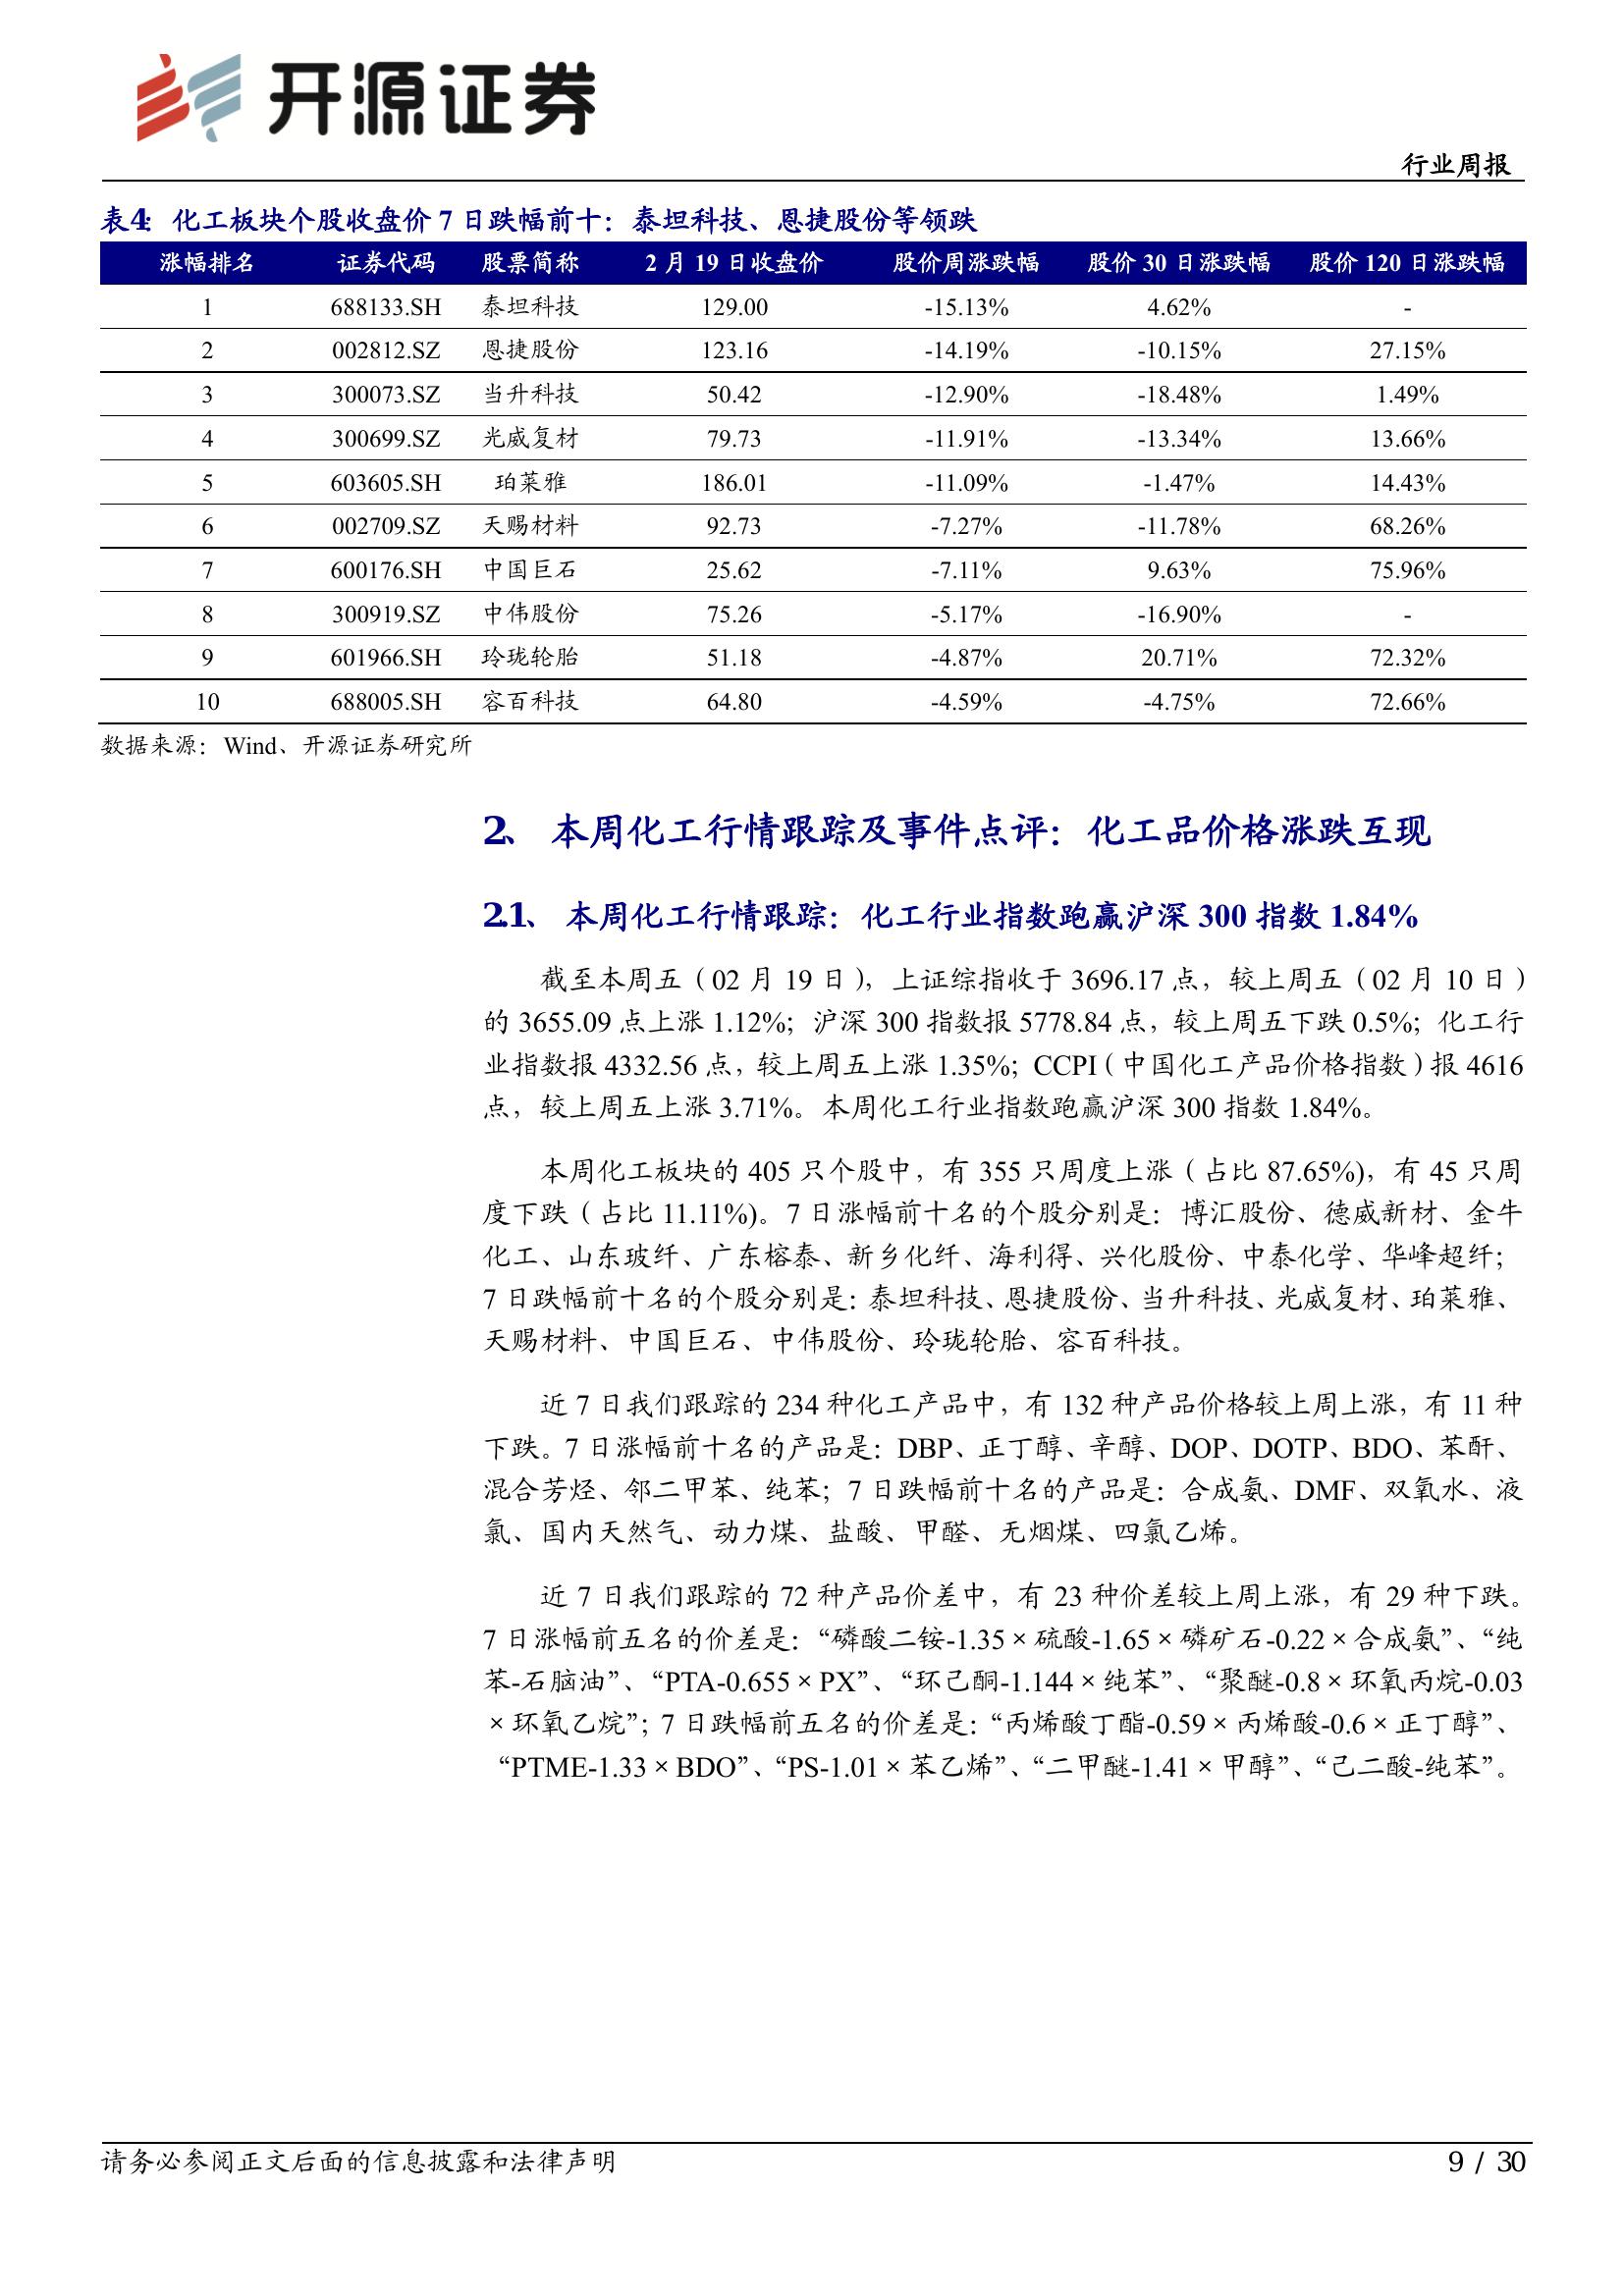 开源证券
行业周报
表4： 化工板块个股收盘价 7 日跌幅前十：泰坦科技、恩捷股份等领跌
涨幅排名 证券代码 股票简称 2 月 19 日收盘价 股价周涨跌幅 股价 30 日涨跌幅 股价 120 日涨跌幅
1 688133.SH 泰坦科技 129.00 -15.13% 4.62% -
2 002812.SZ 恩捷股份 123.16 -14.19% -10.15% 27.15%
3 300073.SZ 当升科技 50.42 -12.90% -18.48% 1.49%
4 300699.SZ 光威复材 79.73 -11.91% -13.34% 13.66%
5 603605.SH 珀莱雅 186.01 -11.09% -1.47% 14.43%
6 002709.SZ 天赐材料 92.73 -7.27% -11.78% 68.26%
7 600176.SH 中国巨石 25.62 -7.11% 9.63% 75.96%
8 300919.SZ 中伟股份 75.26 -5.17% -16.90% -
9 601966.SH 玲珑轮胎 51.18 -4.87% 20.71% 72.32%
10 688005.SH 容百科技 64.80 -4.59% -4.75% 72.66%
数据来源：Wind、开源证券研究所
2、 本周化工行情跟踪及事件点评：化工品价格涨跌互现
2.1、 本周化工行情跟踪：化工行业指数跑赢沪深 300 指数 1.84%
截至本周五（02 月 19 日），上证综指收于 3696.17 点，较上周五（02 月 10 日）
的 3655.09 点上涨 1.12%；沪深 300 指数报 5778.84 点，较上周五下跌 0.5%；化工行
业指数报 4332.56 点，较上周五上涨 1.35%；CCPI（中国化工产品价格指数）报 4616
点，较上周五上涨 3.71%。本周化工行业指数跑赢沪深 300 指数 1.84%。
本周化工板块的 405 只个股中，有 355 只周度上涨（占比 87.65%)，有 45 只周
度下跌（占比 11.11%)。7 日涨幅前十名的个股分别是：博汇股份、德威新材、金牛
化工、山东玻纤、广东榕泰、新乡化纤、海利得、兴化股份、中泰化学、华峰超纤；
7 日跌幅前十名的个股分别是：泰坦科技、恩捷股份、当升科技、光威复材、珀莱雅、
天赐材料、中国巨石、中伟股份、玲珑轮胎、容百科技。
近 7 日我们跟踪的 234 种化工产品中，有 132 种产品价格较上周上涨，有 11 种
下跌。7 日涨幅前十名的产品是：DBP、正丁醇、辛醇、DOP、DOTP、BDO、苯酐、
混合芳烃、邻二甲苯、纯苯；7 日跌幅前十名的产品是：合成氨、DMF、双氧水、液
氯、国内天然气、动力煤、盐酸、甲醛、无烟煤、四氯乙烯。
近 7 日我们跟踪的 72 种产品价差中，有 23 种价差较上周上涨，有 29 种下跌。
7 日涨幅前五名的价差是：“磷酸二铵-1.35×硫酸-1.65×磷矿石-0.22×合成氨”、“纯
苯-石脑油”、“PTA-0.655×PX”、“环己酮-1.144×纯苯”、“聚醚-0.8×环氧丙烷-0.03
×环氧乙烷”；7 日跌幅前五名的价差是：“丙烯酸丁酯-0.59×丙烯酸-0.6×正丁醇”、
“PTME-1.33×BDO”、“PS-1.01×苯乙烯”、“二甲醚-1.41×甲醇”、“己二酸-纯苯”。
请务必参阅正文后面的信息披露和法律声明
9 / 30